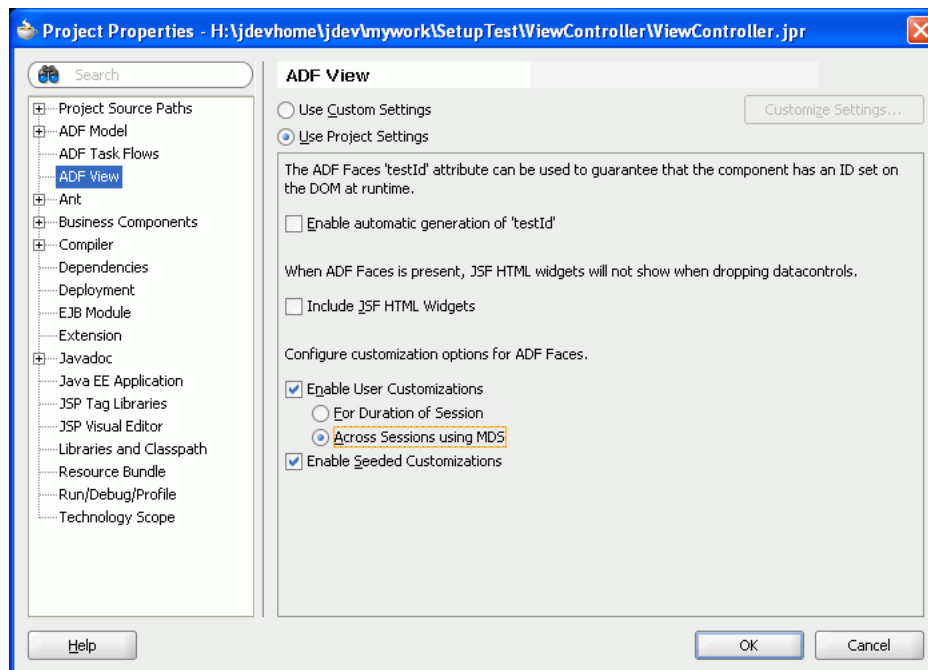 Project Properties - H:\jdevhome\jdev\mywork\SetupTest\ViewController\ViewController.jpr
Search
Project Source Paths
ADF Model
ADF Task Flows
ADF View
Ant
Business Components
Compiler
Dependencies
Deployment
EJB Module
Extension
Javadoc
Java EE Application
JSP Tag Libraries
JSP Visual Editor
Libraries and Classpath
Resource Bundle
Run/Debug/Profile
Technology Scope
ADF View
Use Custom Settings
Customize Settings...
Use Project Settings
The ADF Faces 'testId' attribute can be used to guarantee that the component has an ID set on
the DOM at runtime.
Enable automatic generation of 'testId'
When ADF Faces is present, JSF HTML widgets will not show when dropping datacontrols.
Include JSF HTML Widgets
Configure customization options for ADF Faces.
Enable User Customizations
For Duration of Session
Across Sessions using MDS
Enable Seeded Customizations
Help
OK
Cancel